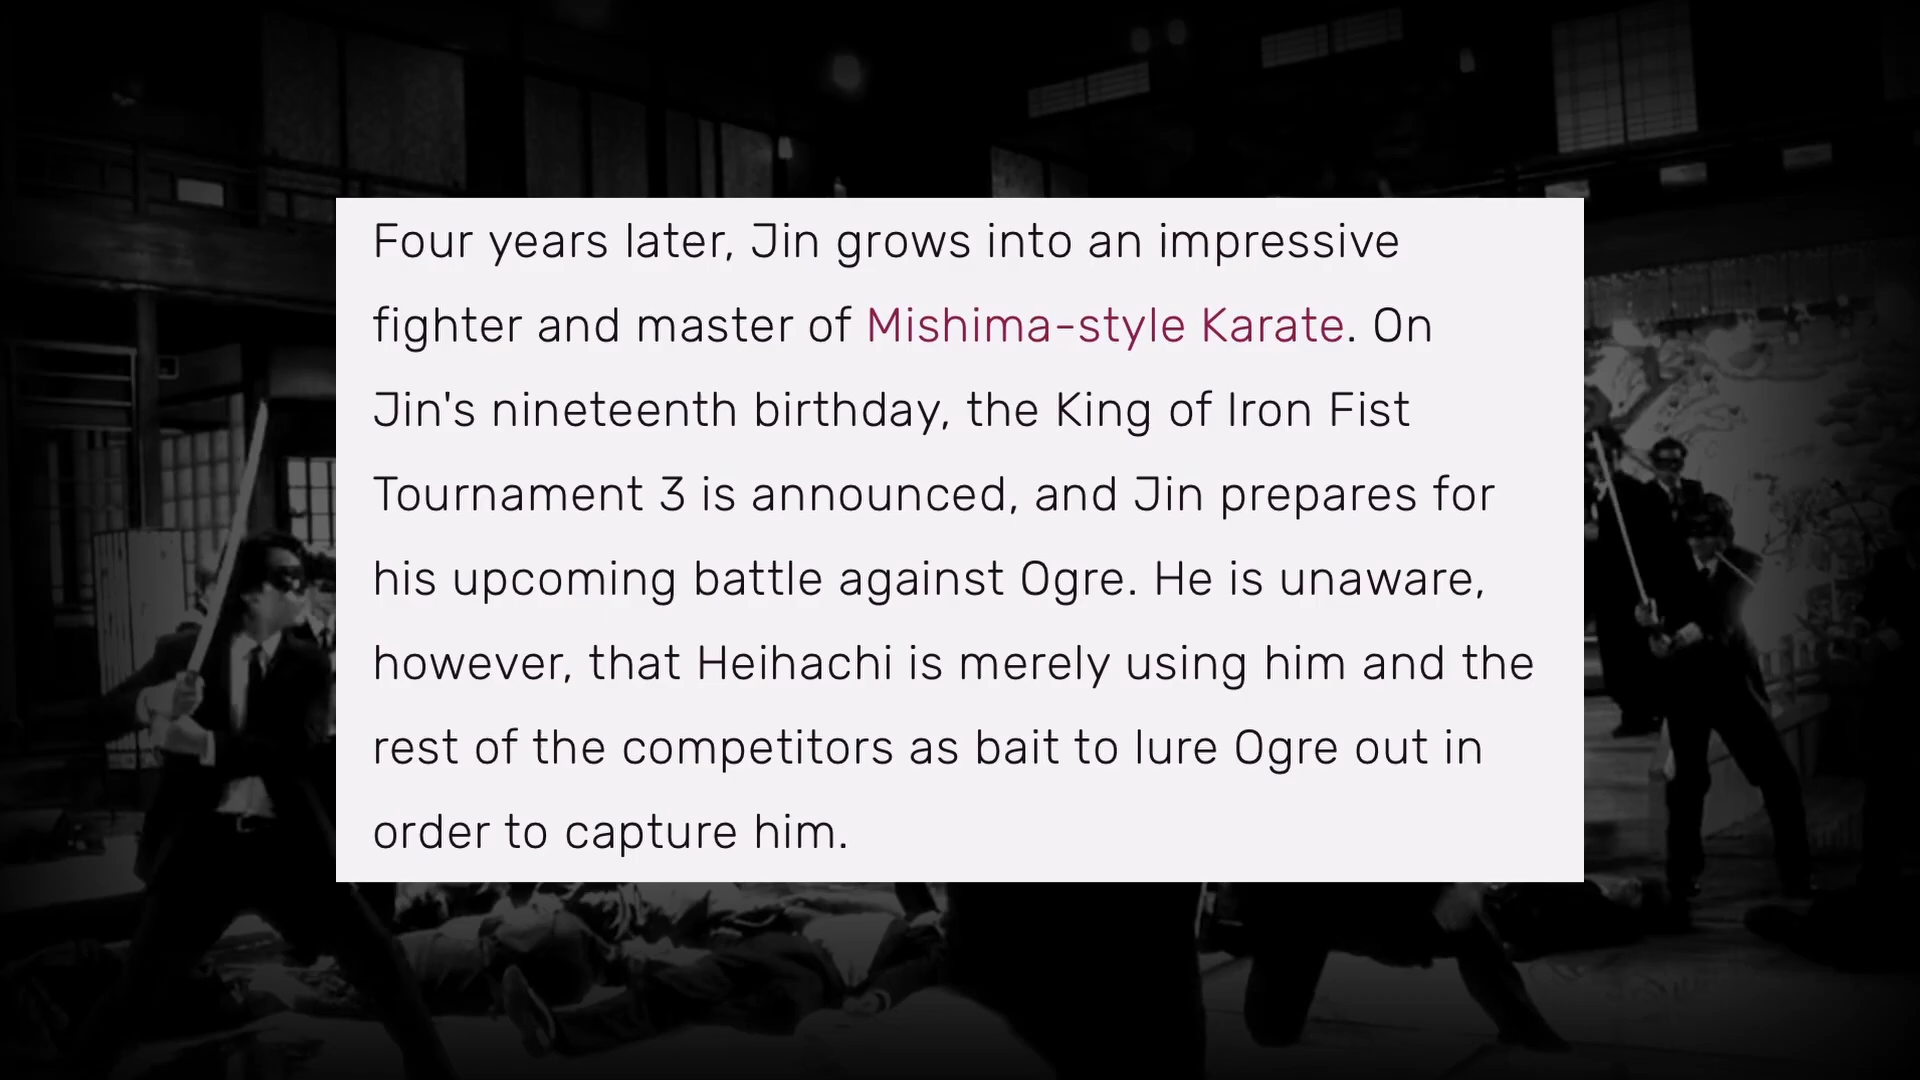 Four years later, Jin grows into an impressive
fighter and master of Mishima-style Karate. On
Jin's nineteenth birthday, the King of Iron Fist
Tournament 3 is announced, and Jin prepares for
his upcoming battle against Ogre. He is unaware,
however, that Heihachi is merely using him and the
rest of the competitors as bait to lure Ogre out in
order to capture him.